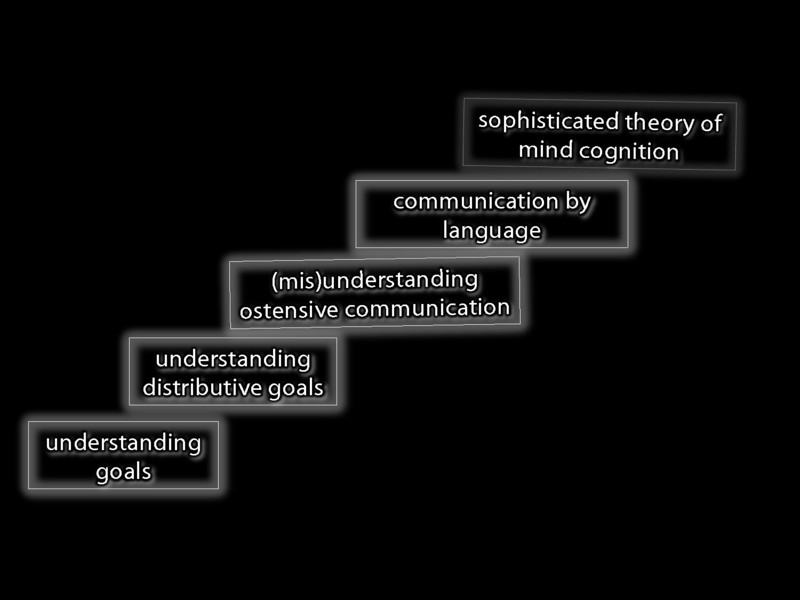 sophisticated theory of
mind cognition
communication by
language
(mis)understanding
ostensive communication
understanding
distributive goals
understanding
goals